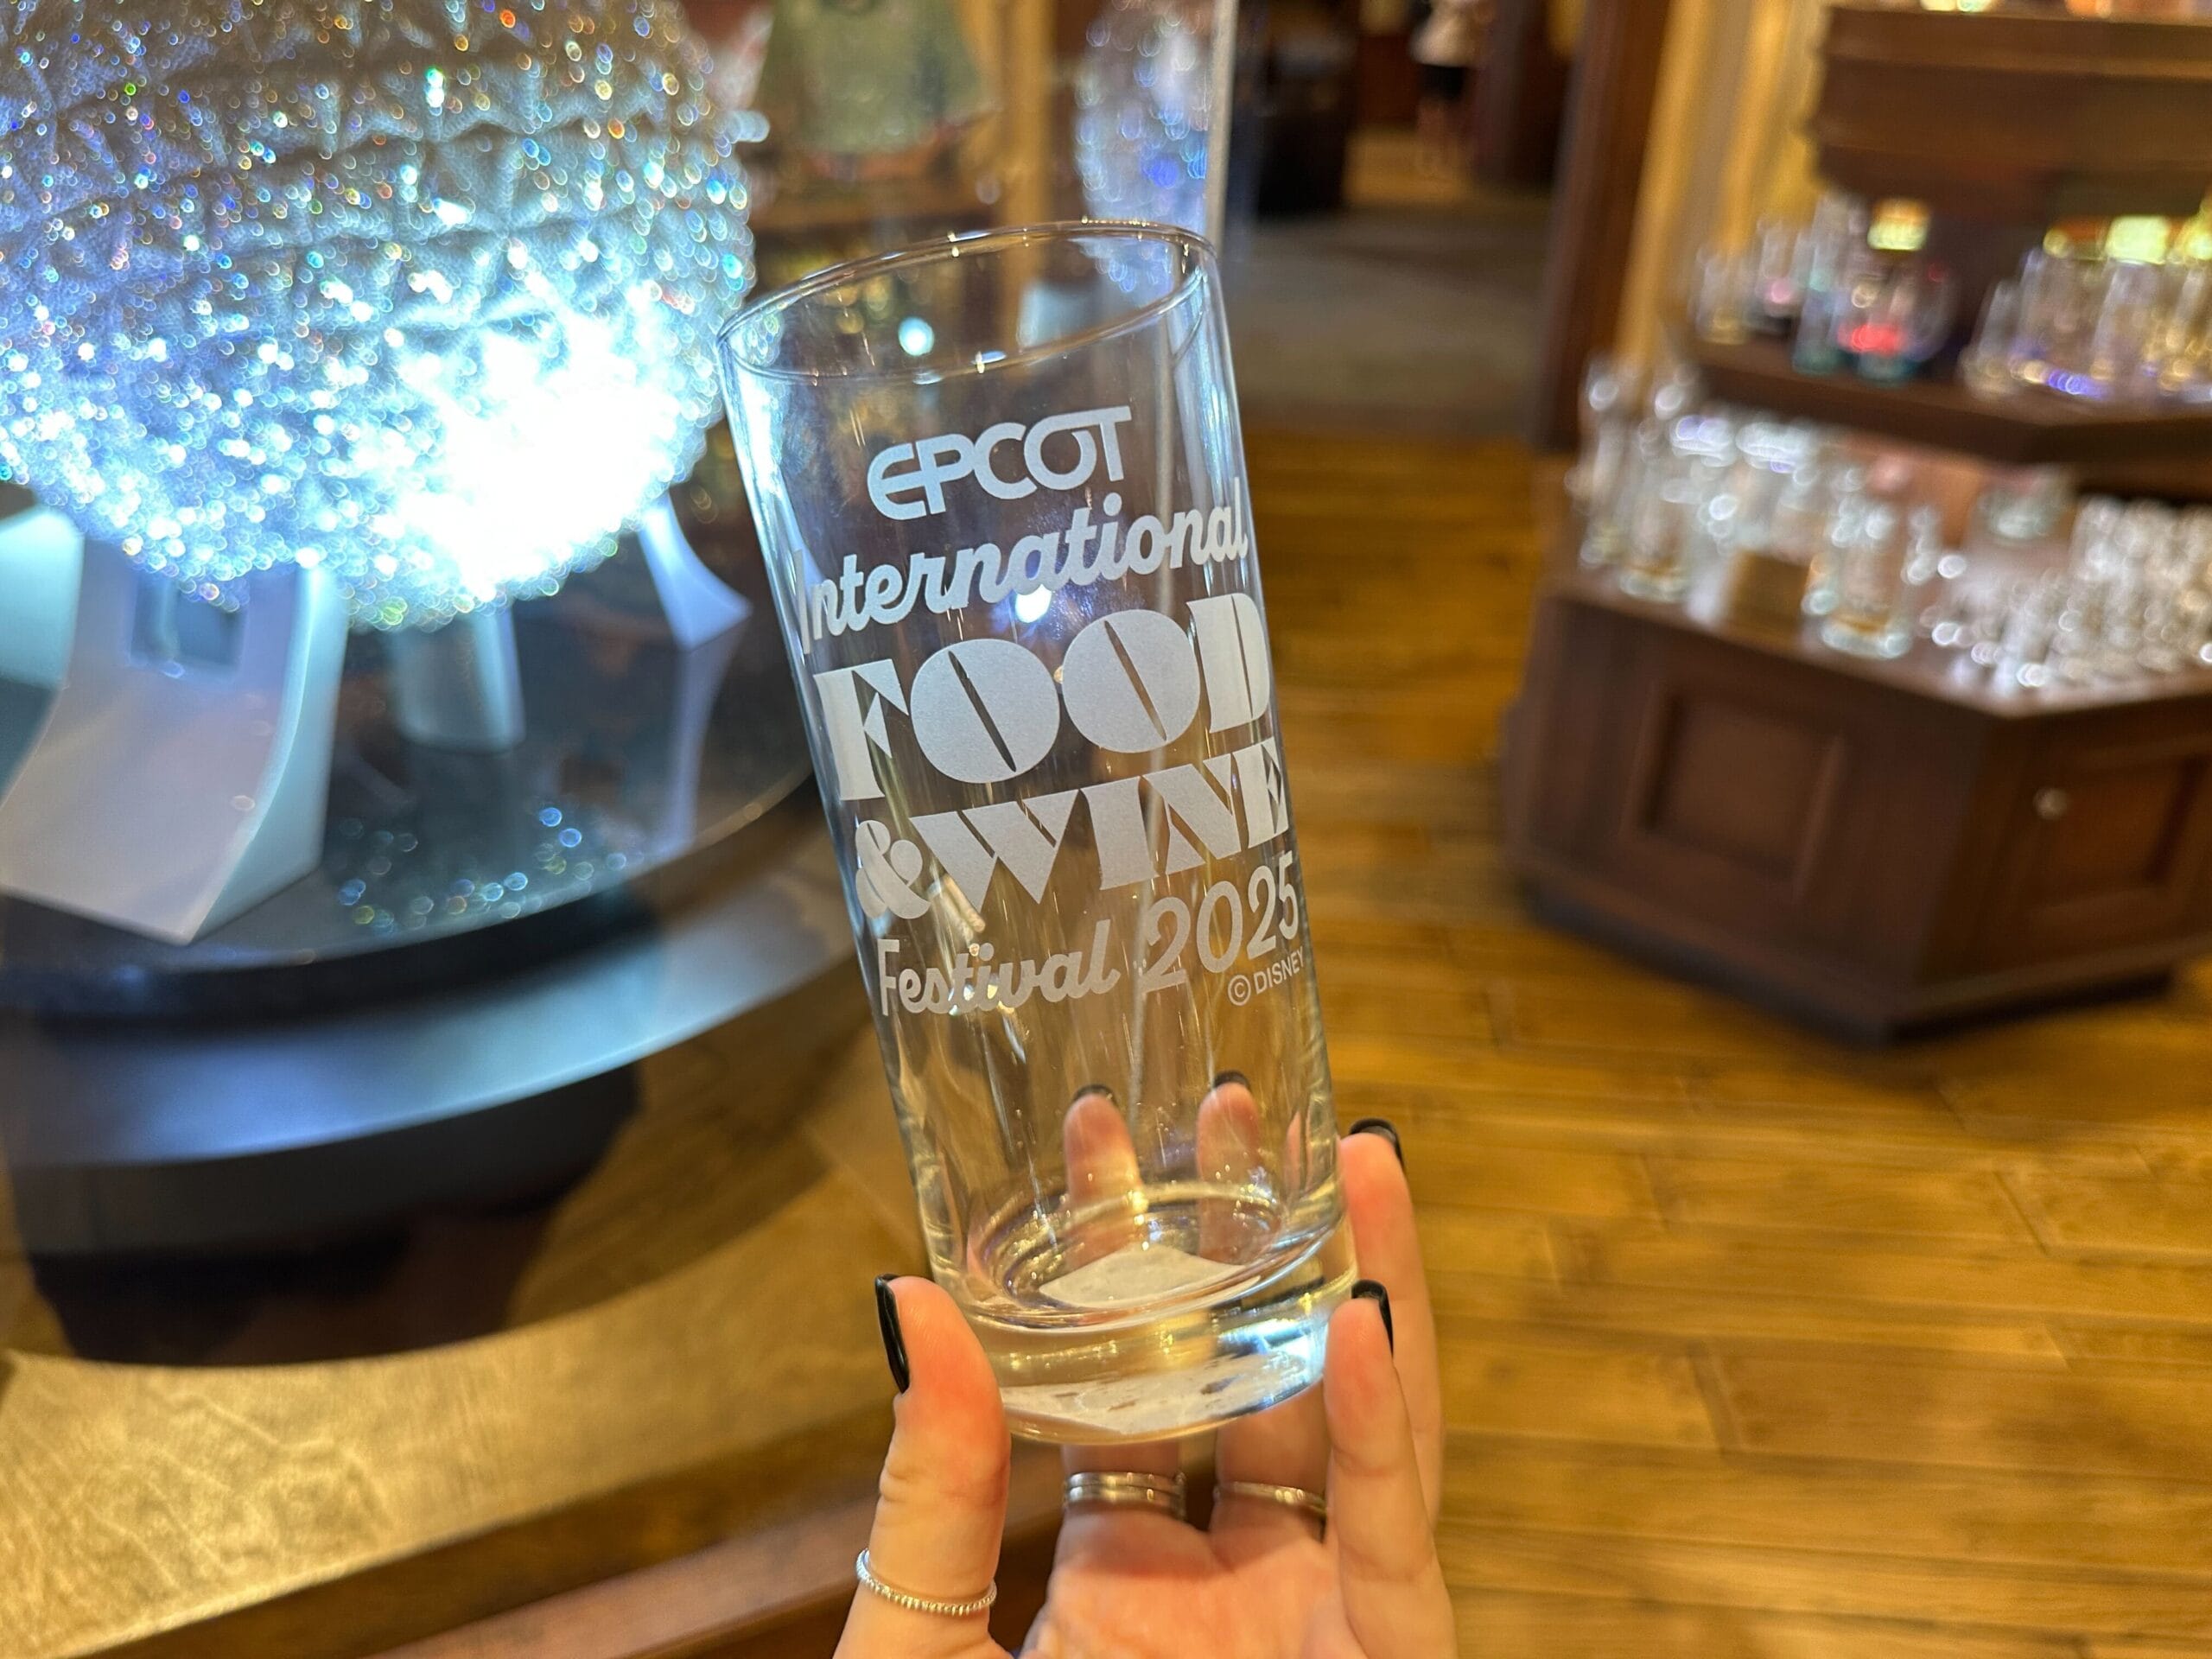 EPCOT
International
FOOD
& WINE
Festival 2025
© DISNEY